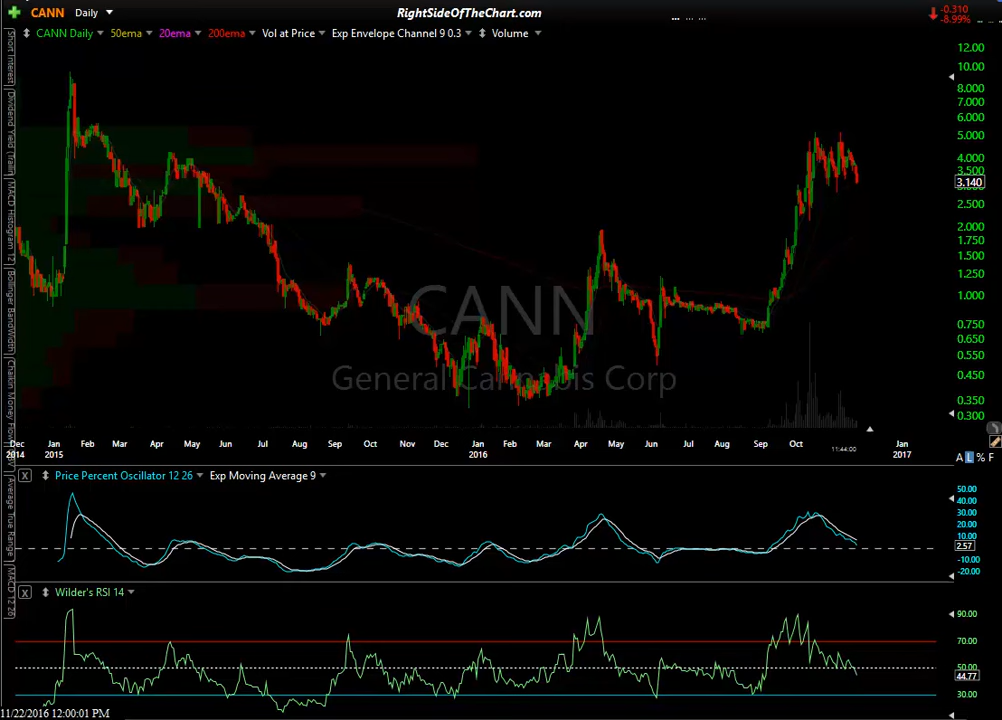 CANN Daily RightSideOfTheChart.com -0.310
-8.99%
CANN Daily 50ema 20ema 200ema Vol at Price Exp Envelope Channel 9 0.3 Volume
12.00
10.00
8.000
7.000
6.000
5.000
4.000
3.500
3.140
2.500
2.000
1.750
1.500
1.250
1.000
0.750
0.650
0.550
0.450
0.350
0.300
Short Interest
Dividend Yield (Trailin
MACD Histogram 12
Bollinger BandWidth
Chaikin Money Flow
Average True Range
MACD 12 26
CANN
General Cannabis Corp
Dec Jan Feb Mar Apr May Jun Jul Aug Sep Oct Nov Dec Jan Feb Mar Apr May Jun Jul Aug Sep Oct 11:44:00 Jan
2014 2015 2016 2017
A L % F
X Price Percent Oscillator 12 26 Exp Moving Average 9
50.00
40.00
30.00
20.00
10.00
2.57
-10.00
-20.00
X Wilder's RSI 14
90.00
70.00
50.00
44.77
30.00
11/22/2016 12:00:01 PM